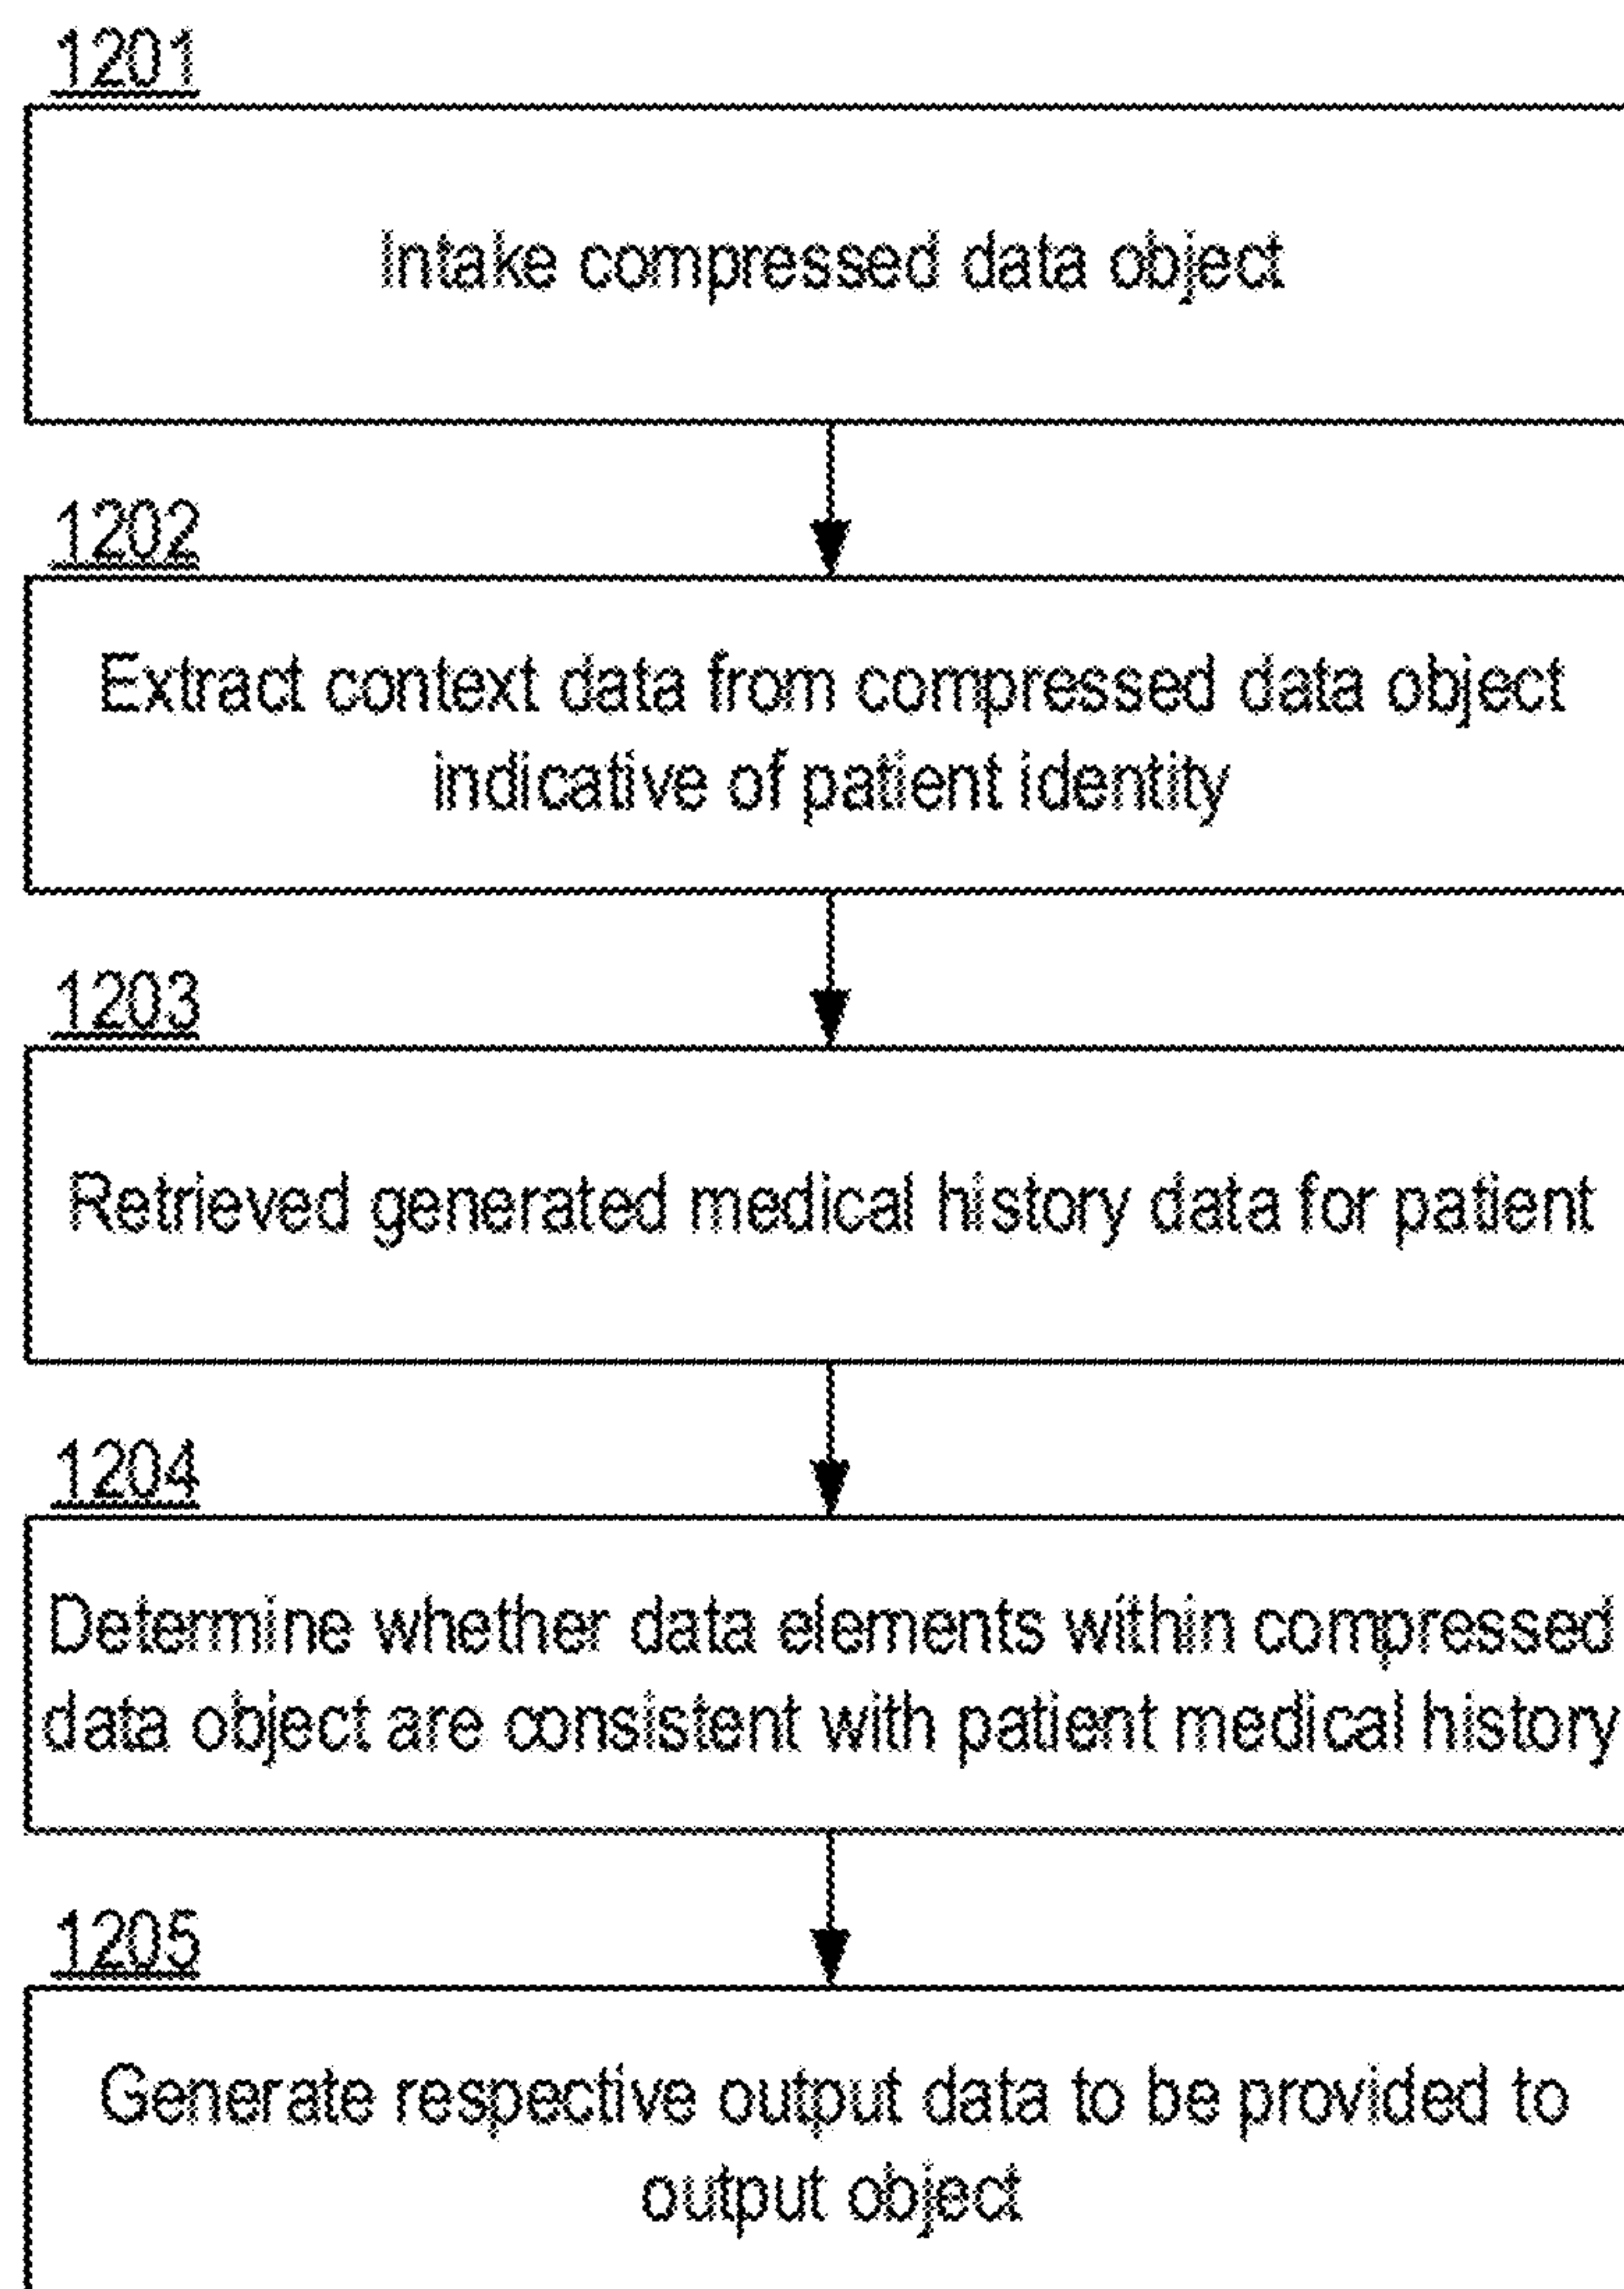 1201
Intake compressed data object
1202
Extract context data from compressed data object
indicative of patient identity
1203
Retrieved generated medical history data for patient
1204
Determine whether data elements within compressed
data object are consistent with patient medical history
1205
Generate respective output data to be provided to
output object